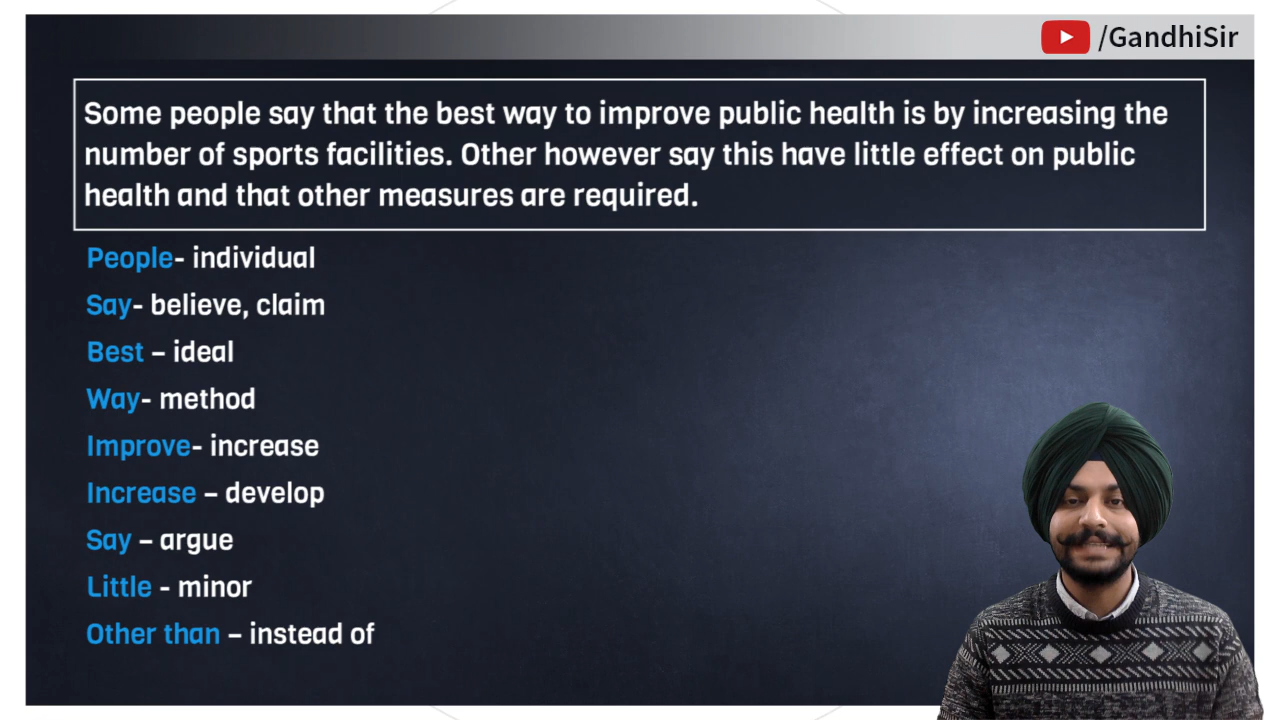 /GandhiSir
Some people say that the best way to improve public health is by increasing the
number of sports facilities. Other however say this have little effect on public
health and that other measures are required.
People- individual
Say- believe, claim
Best – ideal
Way- method
Improve- increase
Increase – develop
Say – argue
Little - minor
Other than – instead of